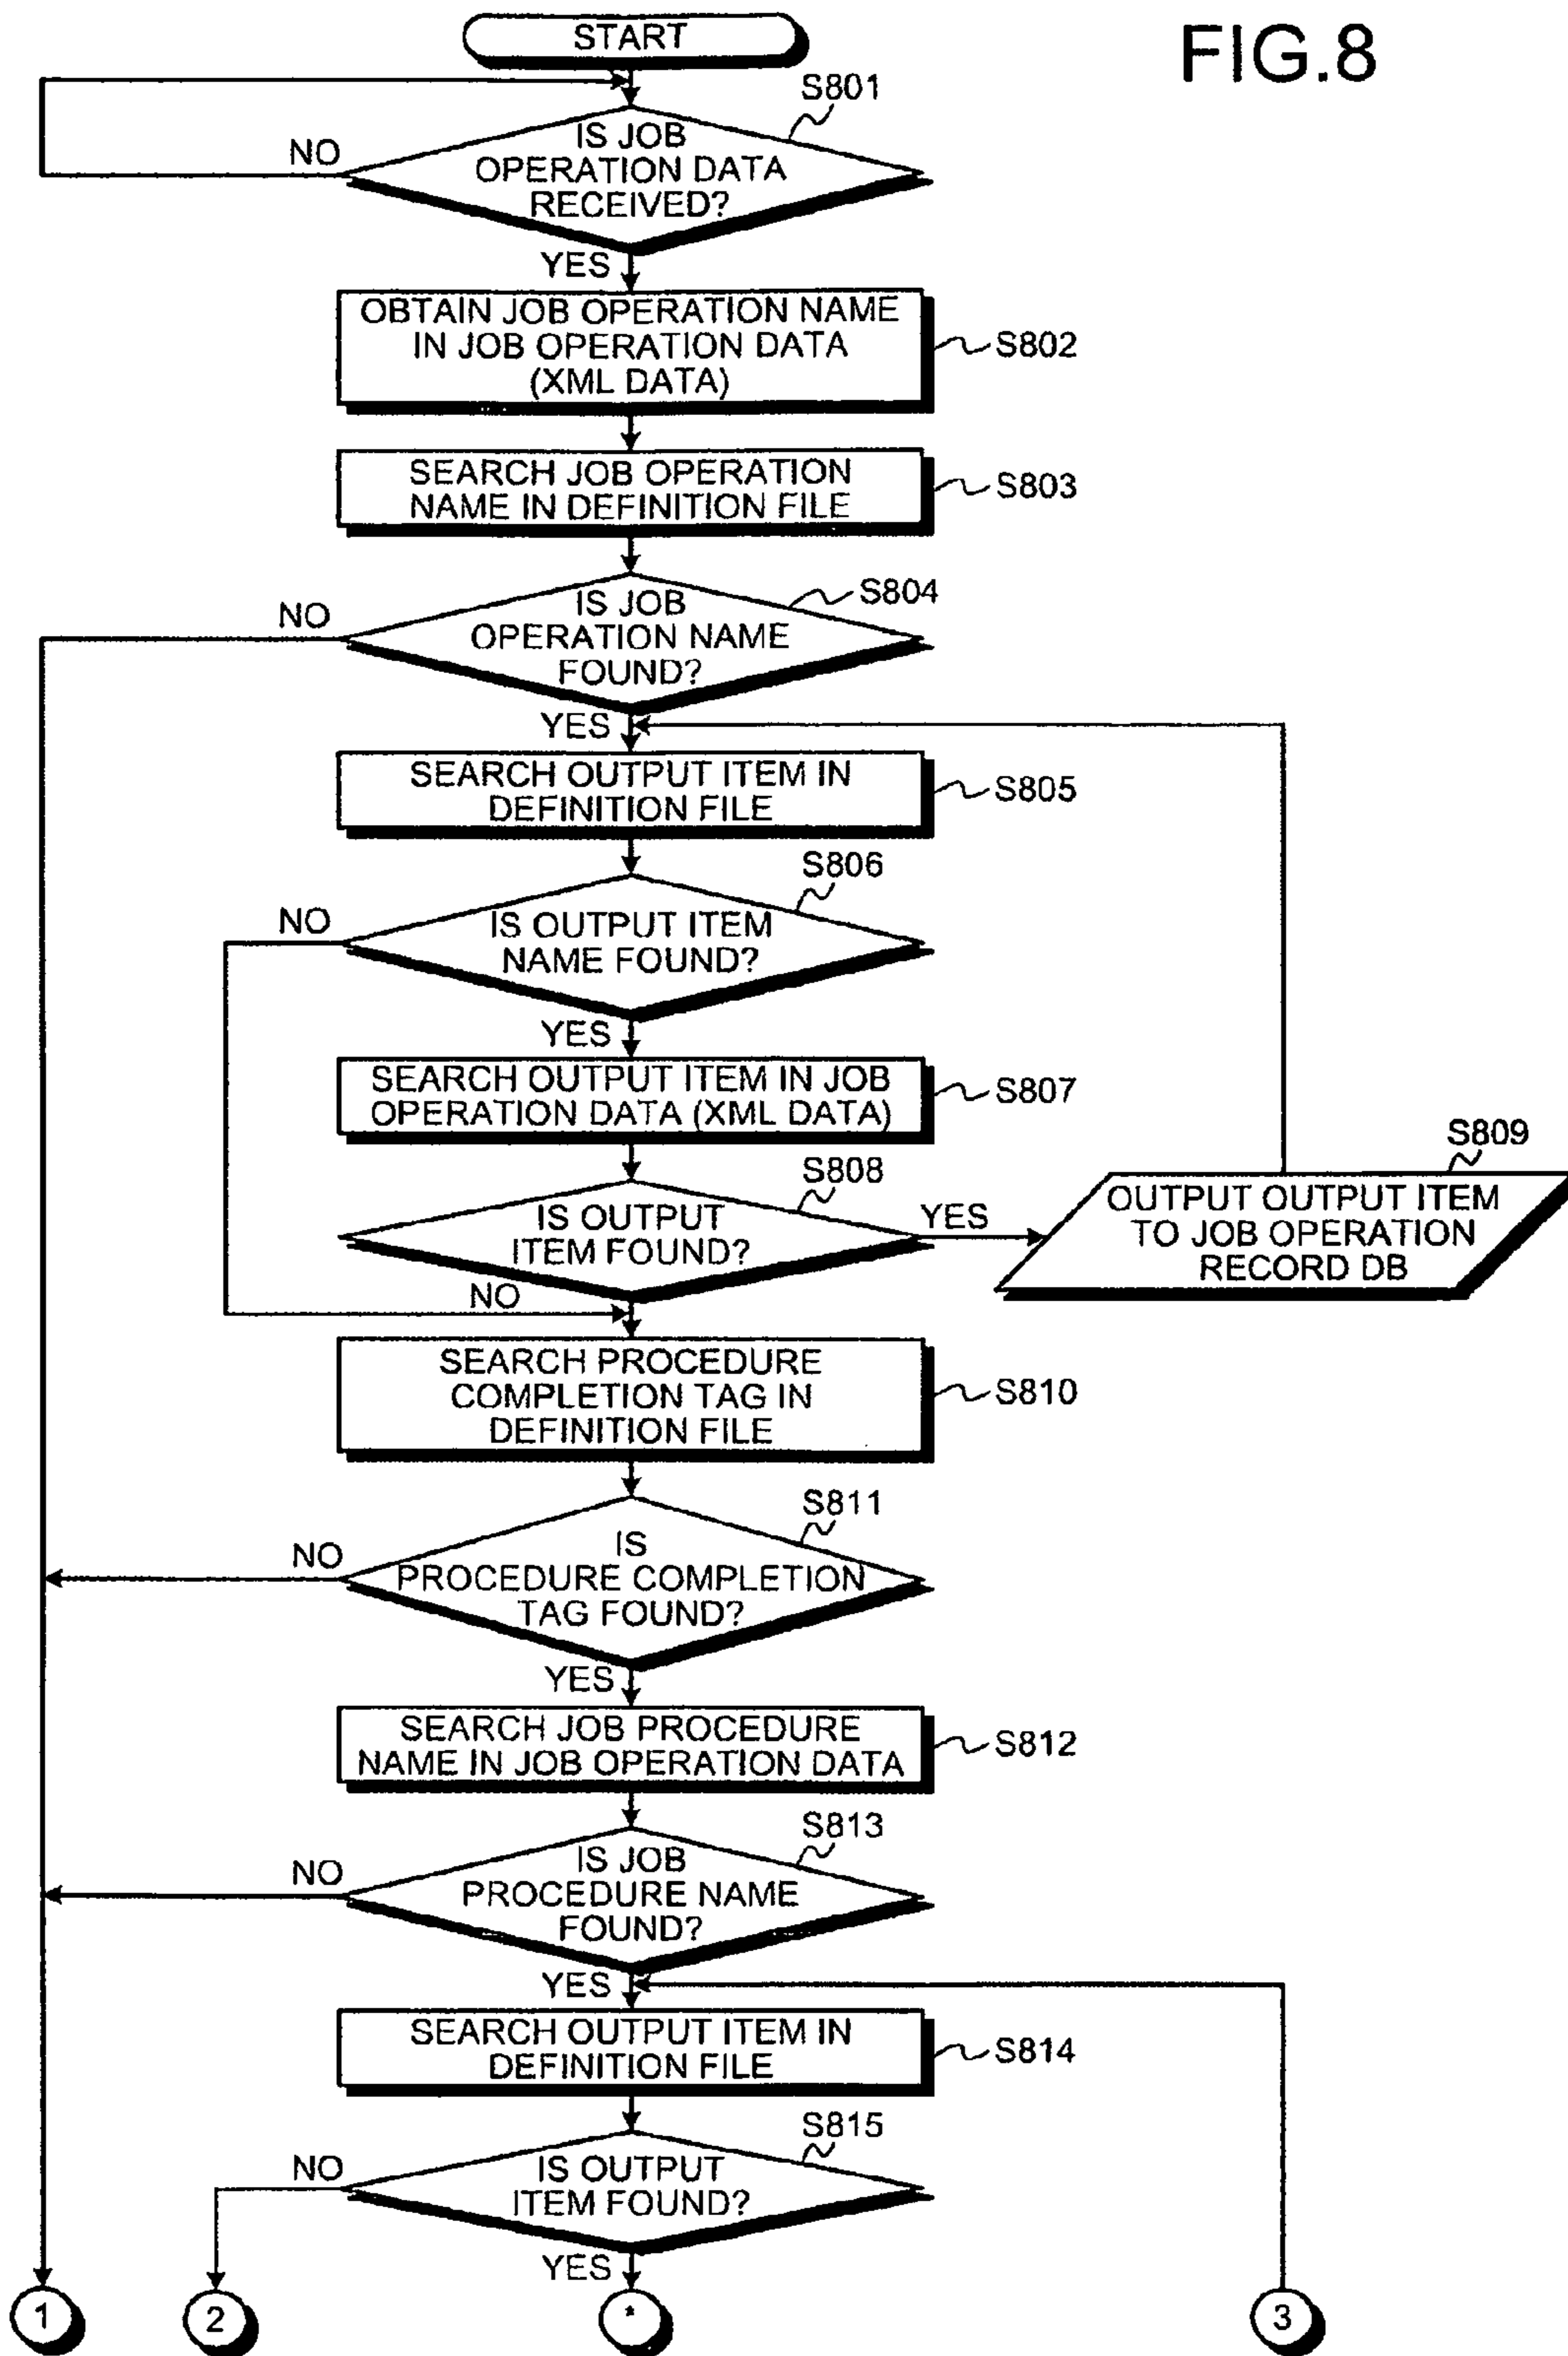 FIG.8
START
S801
IS JOB
OPERATION DATA
RECEIVED?
NO
YES
OBTAIN JOB OPERATION NAME
IN JOB OPERATION DATA
(XML DATA)
S802
SEARCH JOB OPERATION
NAME IN DEFINITION FILE
S803
S804
IS JOB
OPERATION NAME
FOUND?
NO
YES
SEARCH OUTPUT ITEM IN
DEFINITION FILE
S805
S806
IS OUTPUT ITEM
NAME FOUND?
NO
YES
SEARCH OUTPUT ITEM IN JOB
OPERATION DATA (XML DATA)
S807
S808
IS OUTPUT
ITEM FOUND?
YES
NO
S809
OUTPUT OUTPUT ITEM
TO JOB OPERATION
RECORD DB
SEARCH PROCEDURE
COMPLETION TAG IN
DEFINITION FILE
S810
S811
IS
PROCEDURE COMPLETION
TAG FOUND?
NO
YES
SEARCH JOB PROCEDURE
NAME IN JOB OPERATION DATA
S812
S813
IS JOB
PROCEDURE NAME
FOUND?
NO
YES
SEARCH OUTPUT ITEM IN
DEFINITION FILE
S814
S815
IS OUTPUT
ITEM FOUND?
NO
YES
1
2
*
3